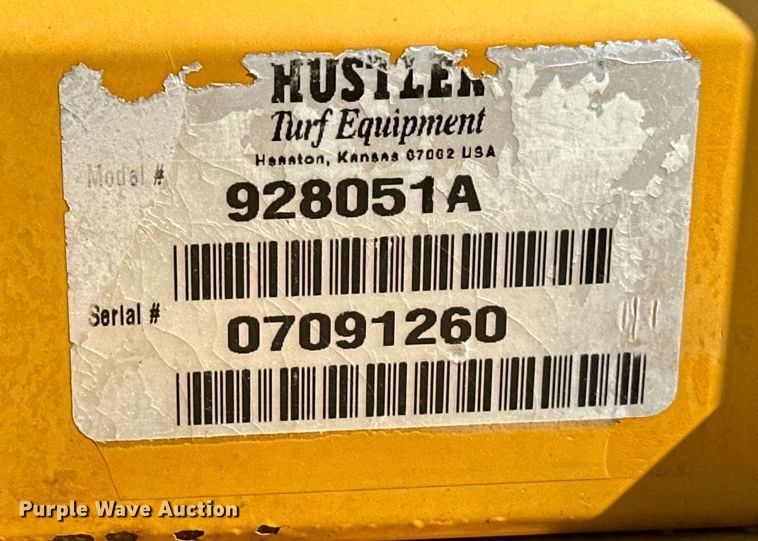 HUSTLER
Turf Equipment
Hesston, Kansas 67062 USA
Model #
928051A
Serial #
07091260
Purple Wave Auction